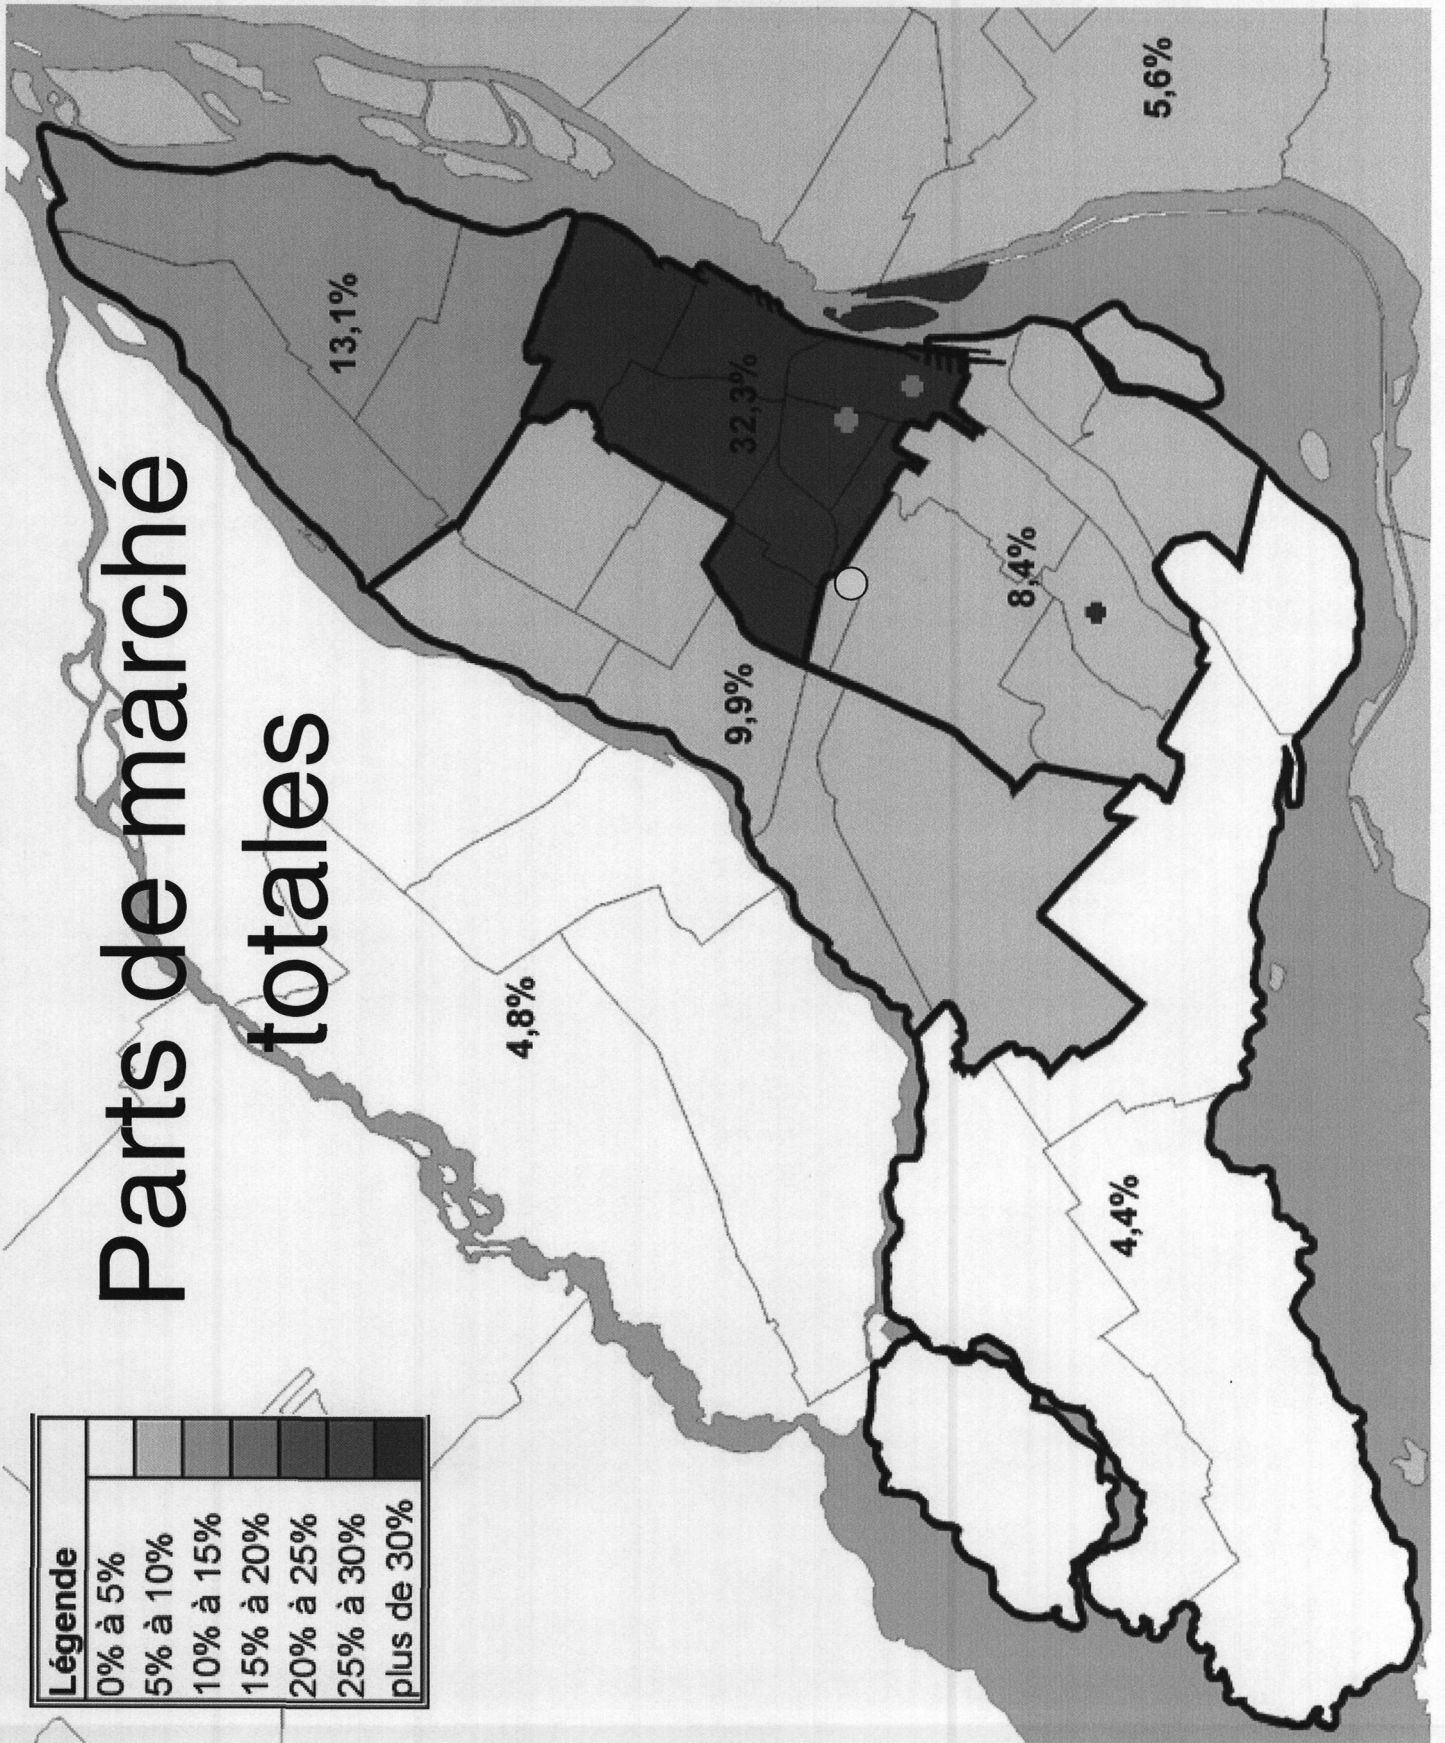 Parts de marché
totales
Légende
0% à 5%
5% à 10%
10% à 15%
15% à 20%
20% à 25%
25% à 30%
plus de 30%
13,1%
32,3%
9,9%
8,4%
5,6%
4,8%
4,4%